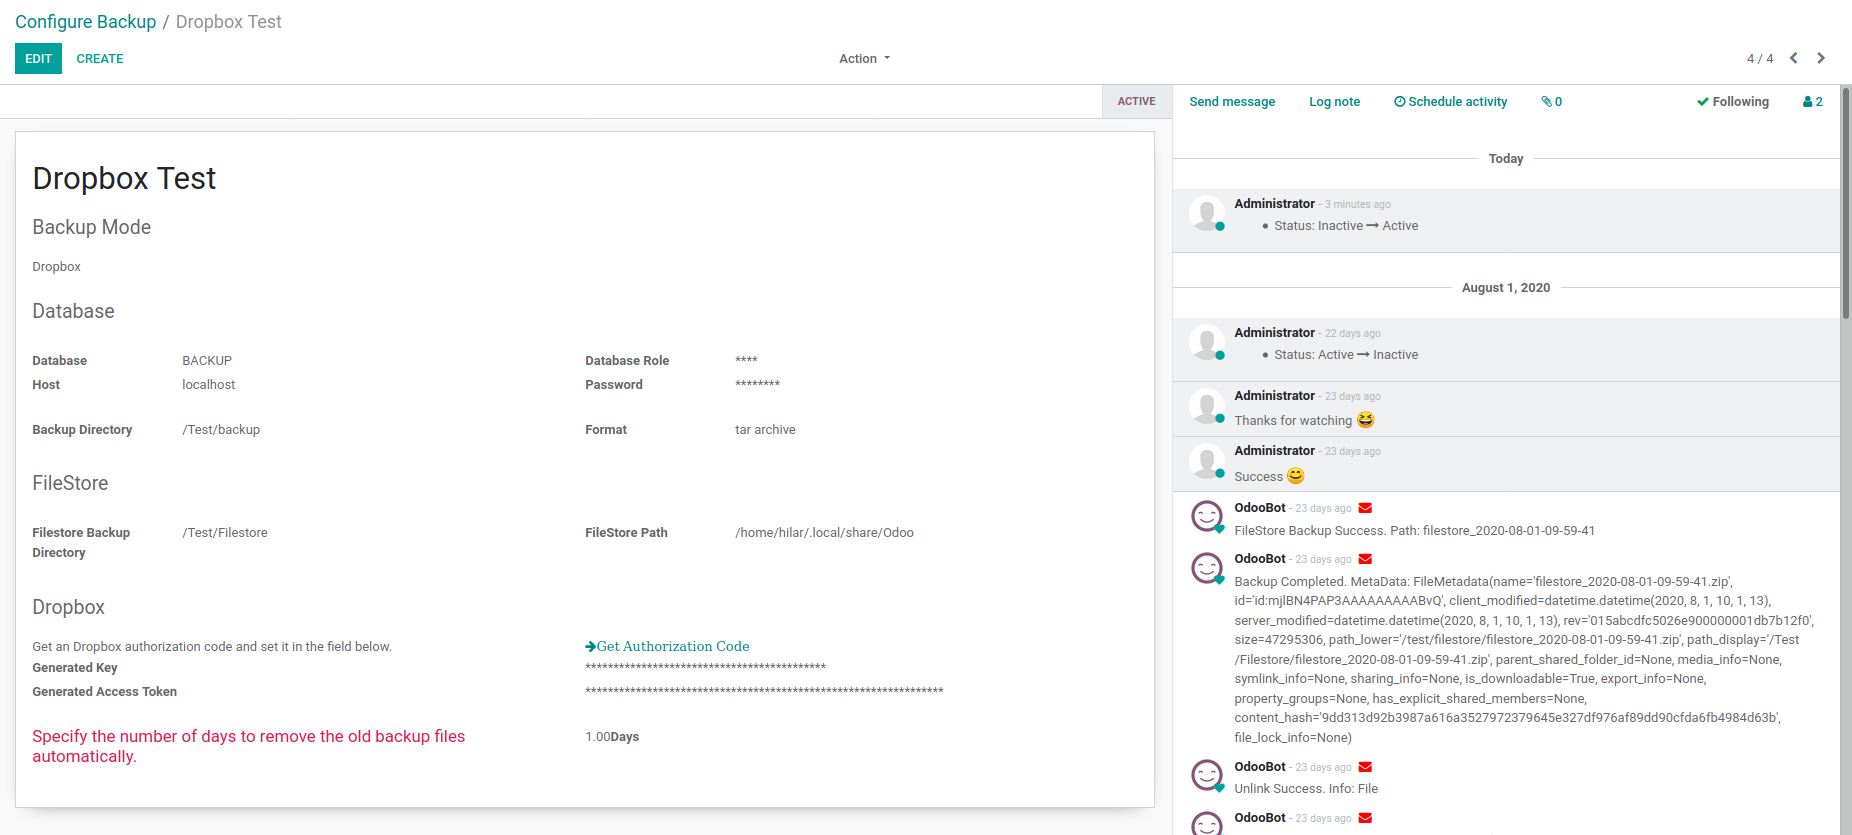 Configure Backup / Dropbox Test
EDIT CREATE Action 4 / 4
ACTIVE
Dropbox Test
Backup Mode
Dropbox
Database
Database BACKUP Database Role ****
Host localhost Password ********
Backup Directory /Test/backup Format tar archive
FileStore
Filestore Backup Directory /Test/Filestore FileStore Path /home/hilar/.local/share/Odoo
Dropbox
Get an Dropbox authorization code and set it in the field below. Get Authorization Code
Generated Key *******************************************
Generated Access Token ****************************************************************
Specify the number of days to remove the old backup files
automatically.
1.00Days
Send message Log note Schedule activity 0 Following 2
Today
Administrator - 3 minutes ago
• Status: Inactive → Active
August 1, 2020
Administrator - 22 days ago
• Status: Active → Inactive
Administrator - 23 days ago
Thanks for watching 😆
Administrator - 23 days ago
Success 😊
OdooBot - 23 days ago
FileStore Backup Success. Path: filestore_2020-08-01-09-59-41
OdooBot - 23 days ago
Backup Completed. MetaData: FileMetadata(name='filestore_2020-08-01-09-59-41.zip',
id='id:mjlBN4PAP3AAAAAAAAABvQ', client_modified=datetime.datetime(2020, 8, 1, 10, 1, 13),
server_modified=datetime.datetime(2020, 8, 1, 10, 1, 13), rev='015abcdfc5026e900000001db7b12f0',
size=47295306, path_lower='/test/filestore/filestore_2020-08-01-09-59-41.zip', path_display='/Test
/Filestore/filestore_2020-08-01-09-59-41.zip', parent_shared_folder_id=None, media_info=None,
symlink_info=None, sharing_info=None, is_downloadable=True, export_info=None,
property_groups=None, has_explicit_shared_members=None,
content_hash='9dd313d92b3987a616a3527972379645e327df976af89dd90cfda6fb4984d63b',
file_lock_info=None)
OdooBot - 23 days ago
Unlink Success. Info: File
OdooBot - 23 days ago